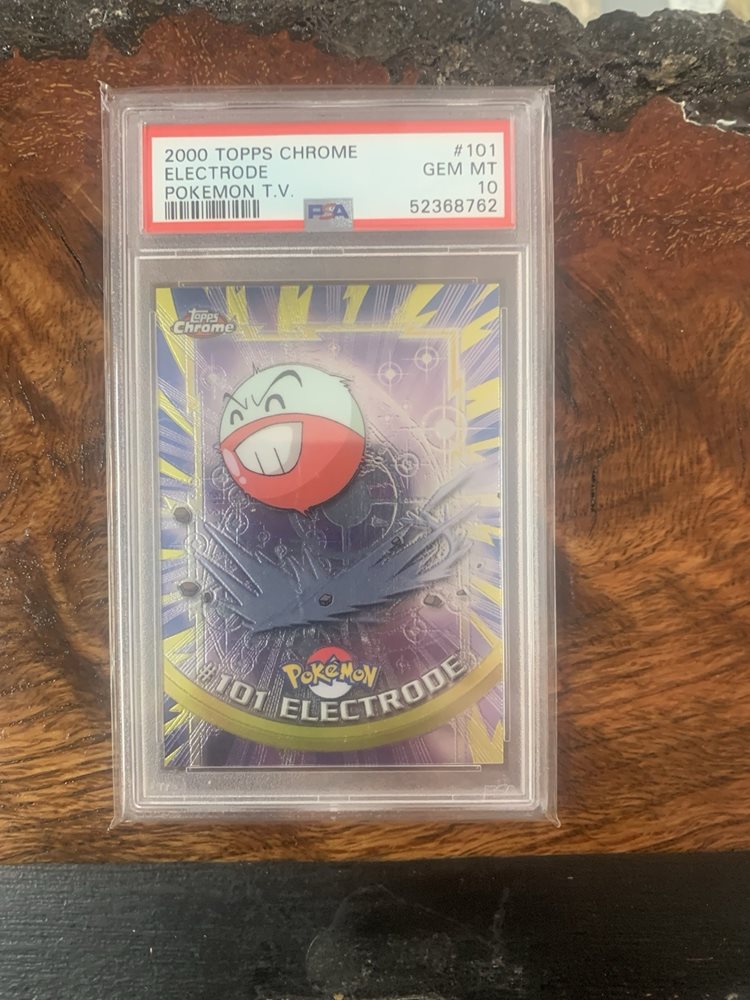 2000 TOPPS CHROME #101
ELECTRODE GEM MT
POKEMON T.V. 10
PSA 52368762
Topps
Chrome
POKéMON
#101 ELECTRODE